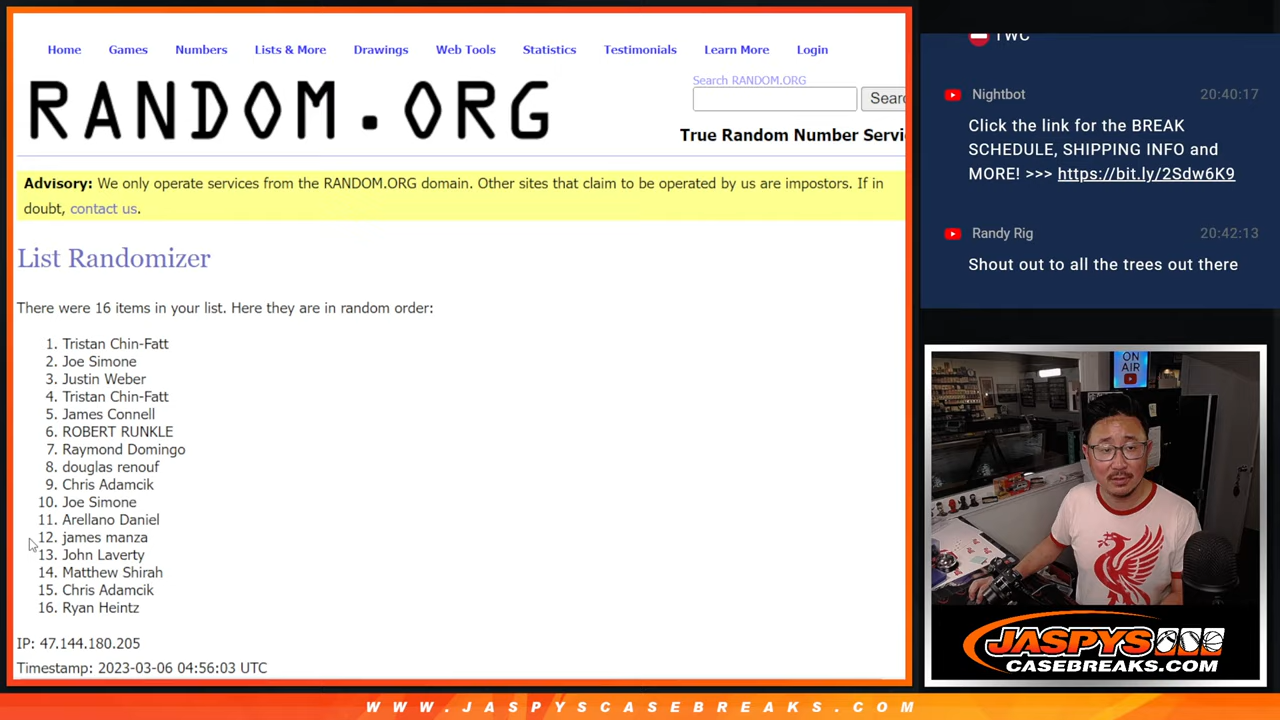 Home Games Numbers Lists & More Drawings Web Tools Statistics Testimonials Learn More Login
RANDOM.ORG
Search RANDOM.ORG
Sear
True Random Number Servi
Advisory: We only operate services from the RANDOM.ORG domain. Other sites that claim to be operated by us are impostors. If in
doubt, contact us.
List Randomizer
There were 16 items in your list. Here they are in random order:
1. Tristan Chin-Fatt
2. Joe Simone
3. Justin Weber
4. Tristan Chin-Fatt
5. James Connell
6. ROBERT RUNKLE
7. Raymond Domingo
8. douglas renouf
9. Chris Adamcik
10. Joe Simone
11. Arellano Daniel
12. james manza
13. John Laverty
14. Matthew Shirah
15. Chris Adamcik
16. Ryan Heintz
IP: 47.144.180.205
Timestamp: 2023-03-06 04:56:03 UTC
TWC
Nightbot 20:40:17
Click the link for the BREAK
SCHEDULE, SHIPPING INFO and
MORE! >>> https://bit.ly/2Sdw6K9
Randy Rig 20:42:13
Shout out to all the trees out there
ON
AIR
JASPYS
CASEBREAKS.COM
WWW.JASPYSCASEBREAKS.COM